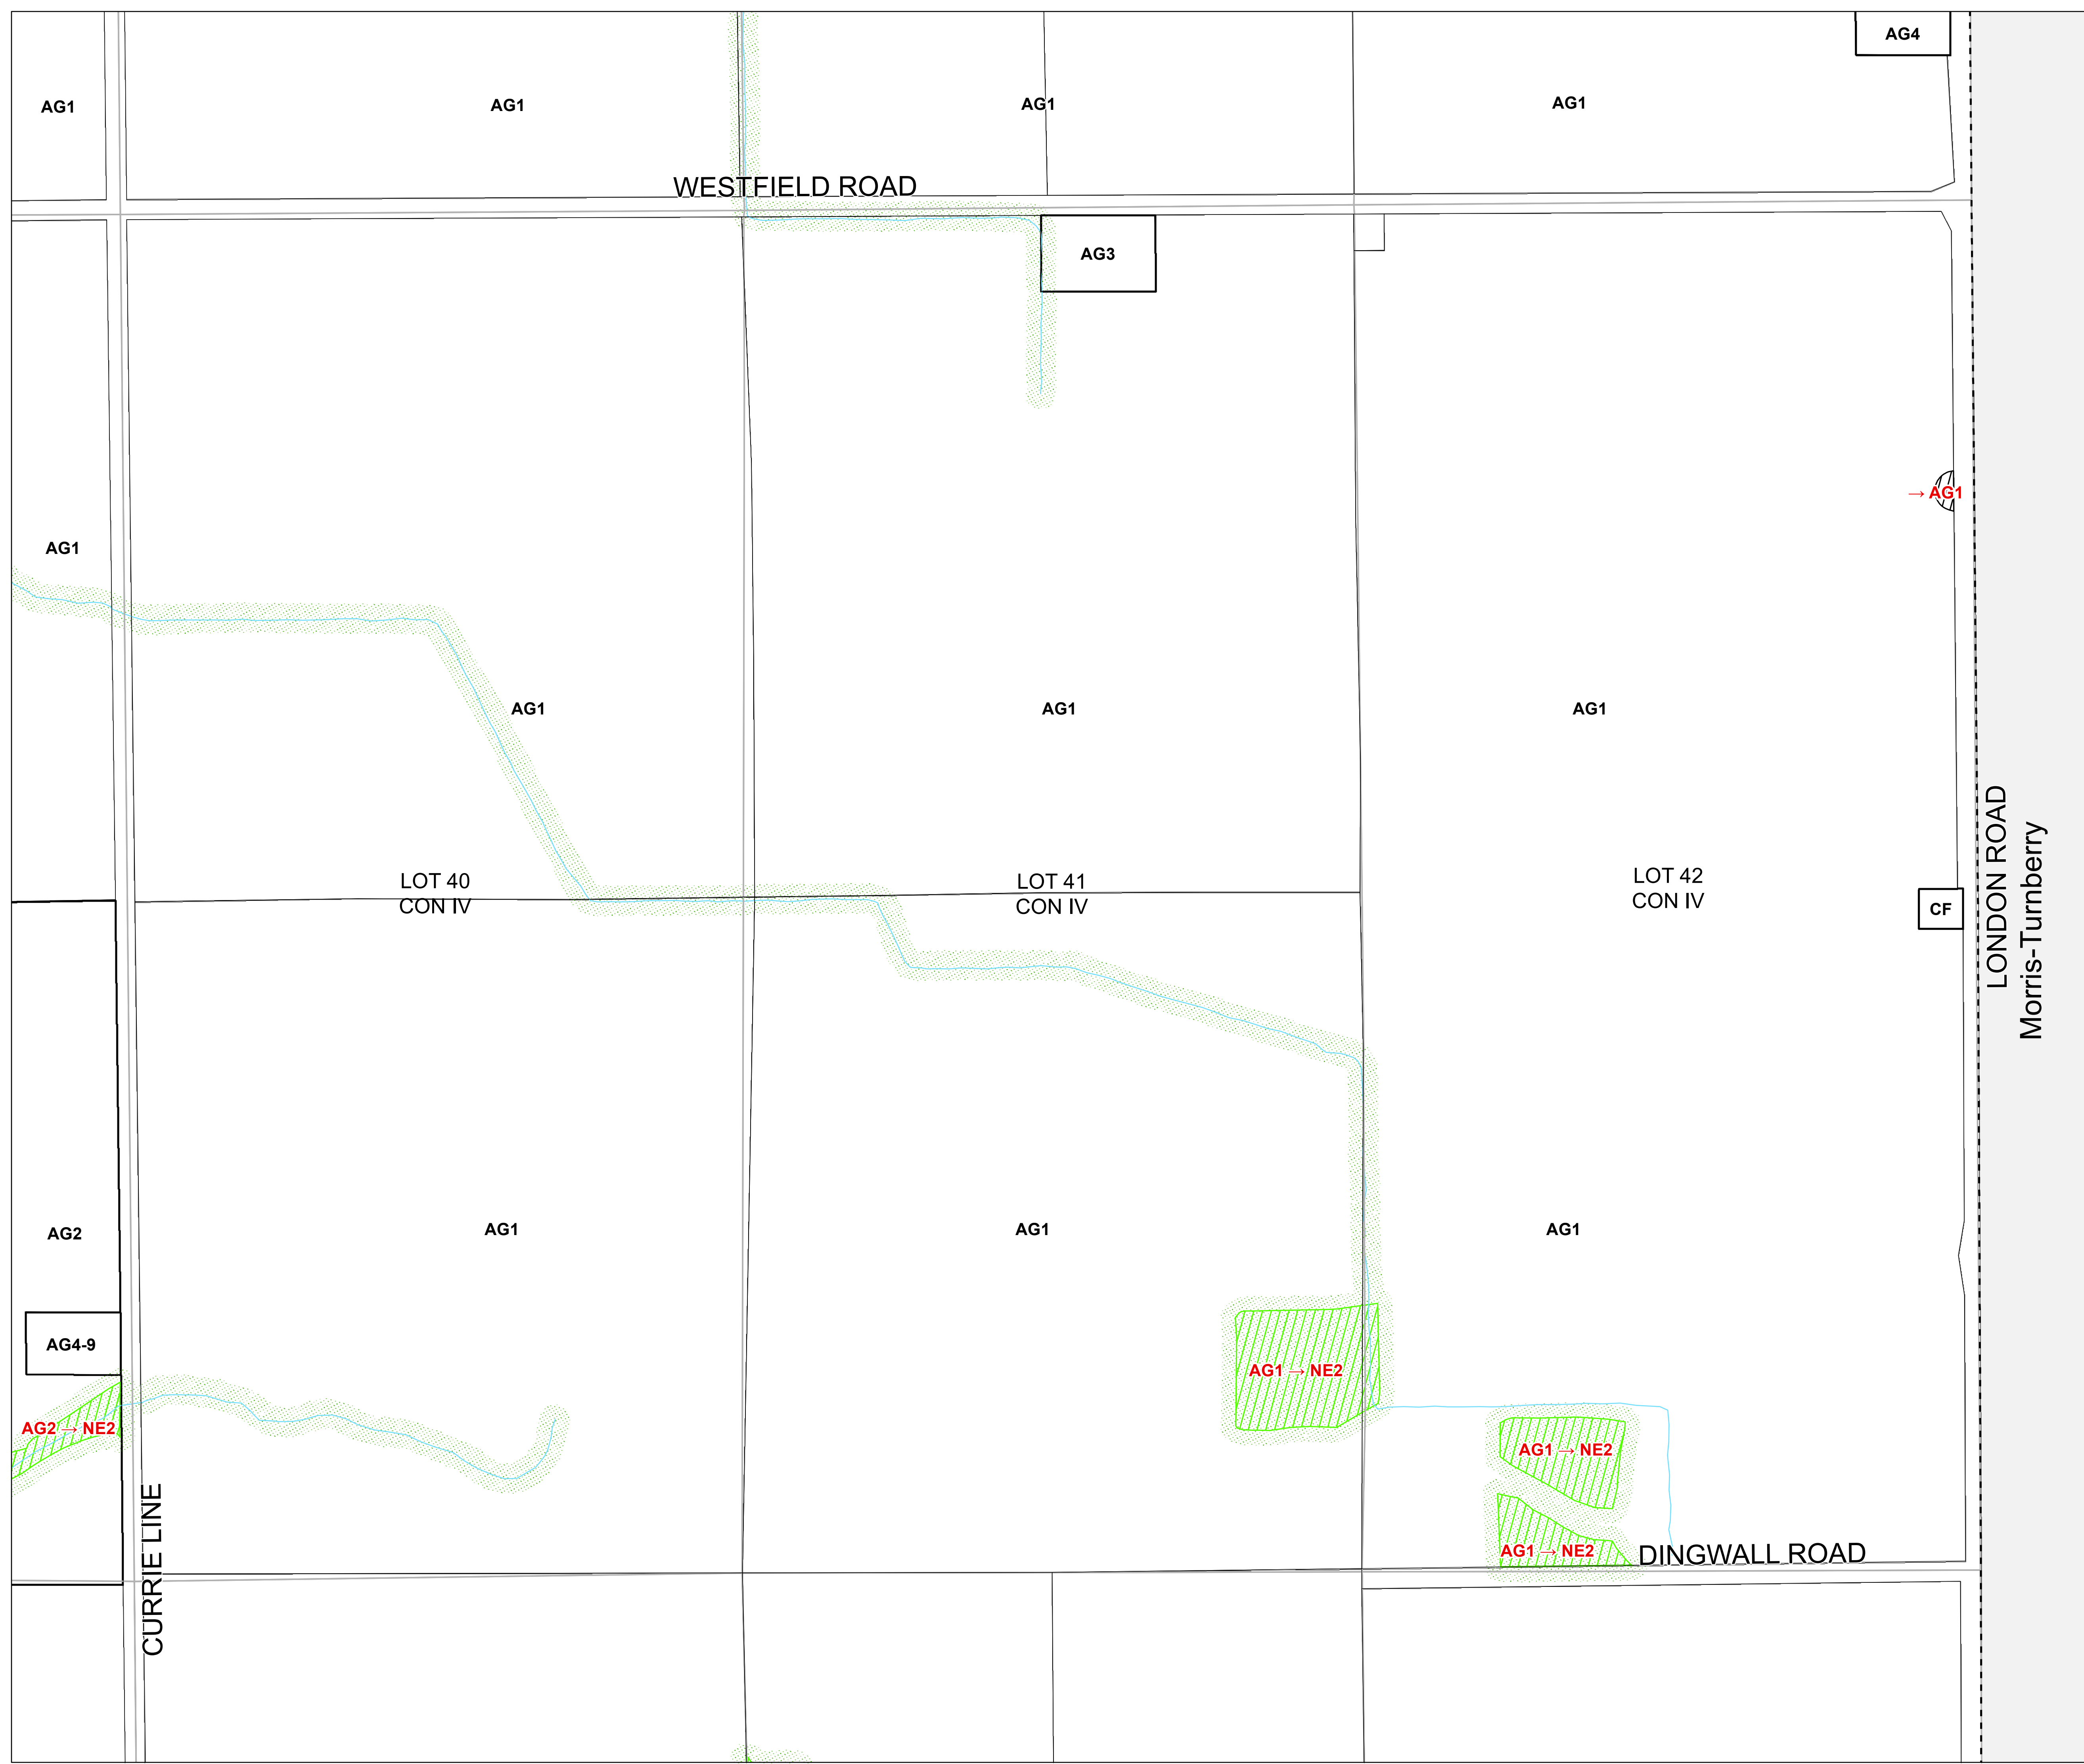 AG4
AG1
AG1
AG1
AG1
WESTFIELD ROAD
AG3
→ AG1
AG1
AG1
AG1
AG1
LOT 40
CON IV
LOT 41
CON IV
LOT 42
CON IV
CF
LONDON ROAD
Morris-Turnberry
AG2
AG1
AG1
AG1
AG4-9
AG1 → NE2
AG2 → NE2
AG1 → NE2
AG1 → NE2
DINGWALL ROAD
CURRIE LINE